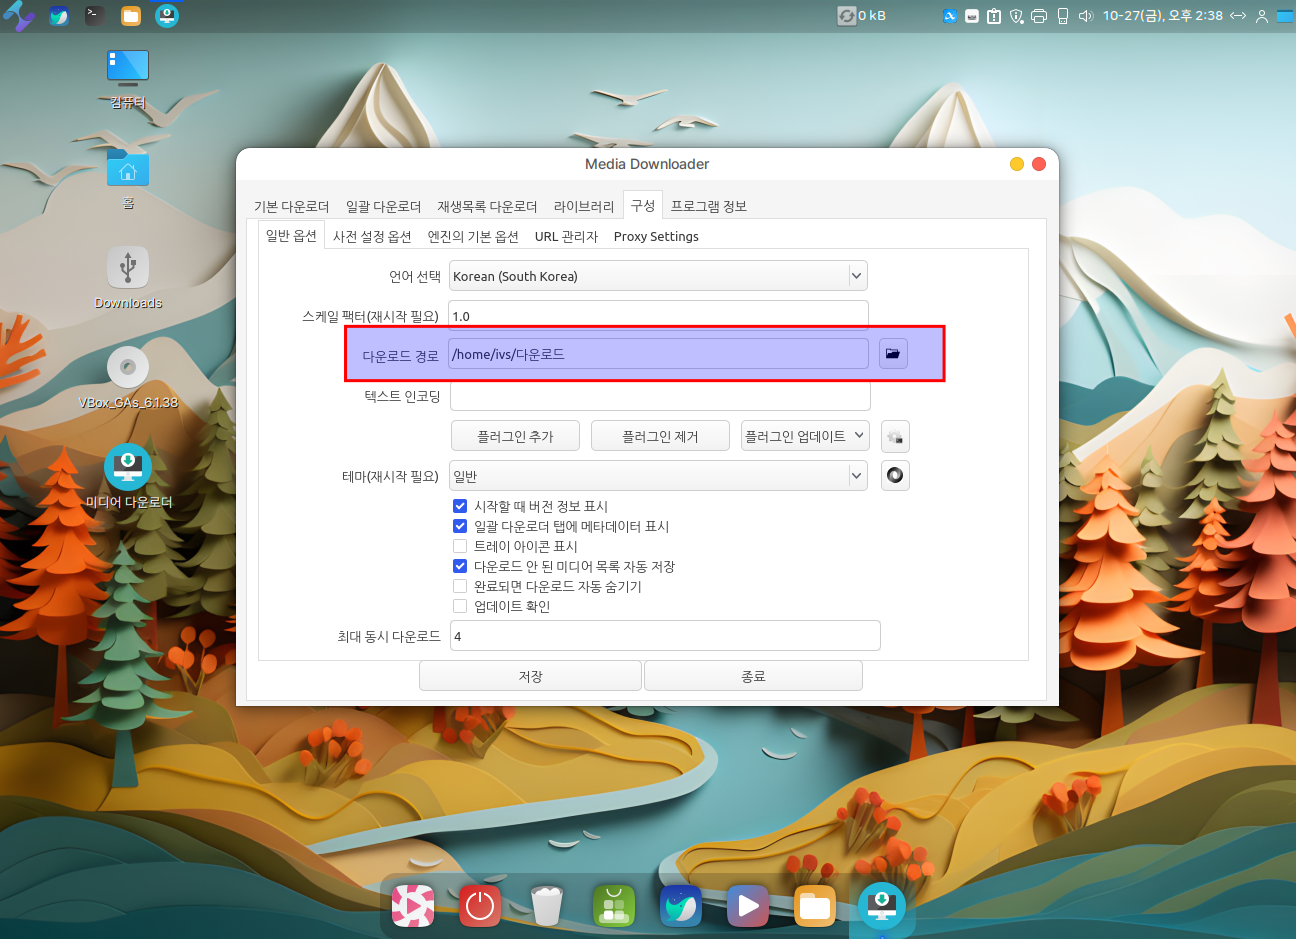 0 kB
10-27(금), 오후 2:38
컴퓨터
홈
Downloads
VBox_GAs_6.1.38
미디어 다운로더
Media Downloader
기본 다운로더 일괄 다운로더 재생목록 다운로더 라이브러리 구성 프로그램 정보
일반 옵션 사전 설정 옵션 엔진의 기본 옵션 URL 관리자 Proxy Settings
언어 선택 Korean (South Korea)
스케일 팩터(재시작 필요) 1.0
다운로드 경로 /home/ivs/다운로드
텍스트 인코딩
플러그인 추가 플러그인 제거 플러그인 업데이트
테마(재시작 필요) 일반
시작할 때 버전 정보 표시
일괄 다운로더 탭에 메타데이터 표시
트레이 아이콘 표시
다운로드 안 된 미디어 목록 자동 저장
완료되면 다운로드 자동 숨기기
업데이트 확인
최대 동시 다운로드 4
저장 종료